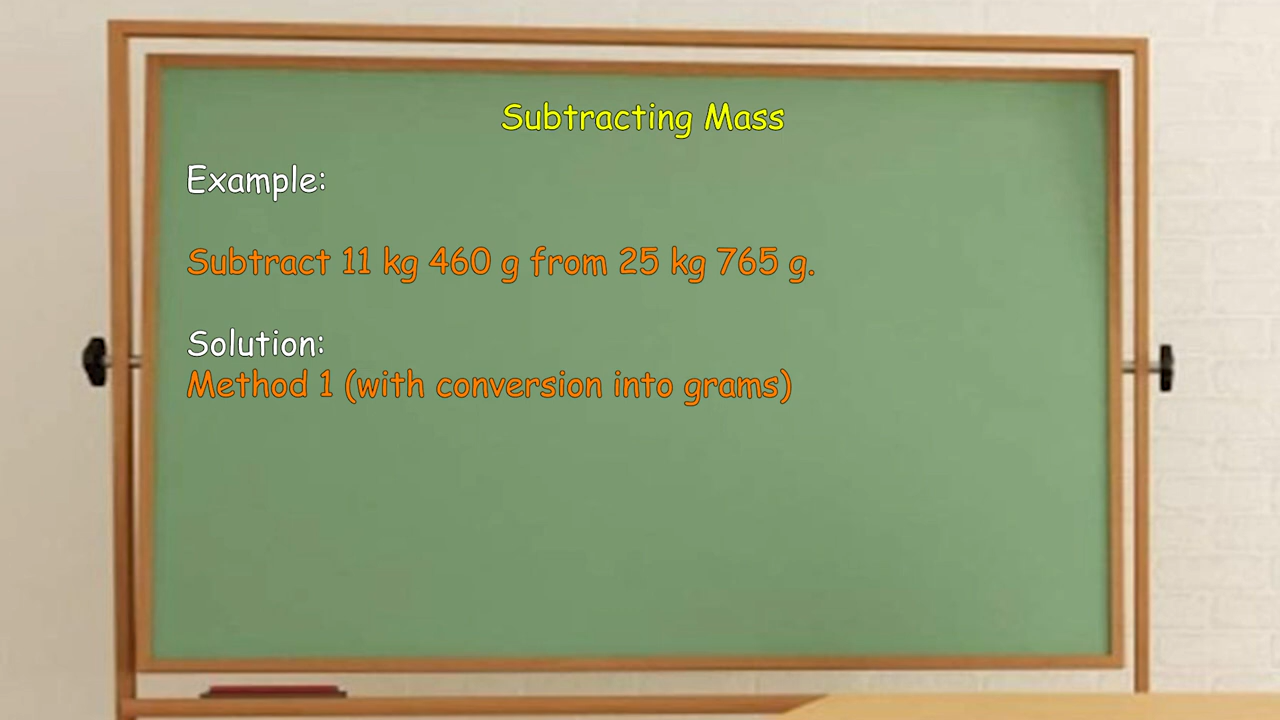 Subtracting Mass
Example:
Subtract 11 kg 460 g from 25 kg 765 g.
Solution:
Method 1 (with conversion into grams)